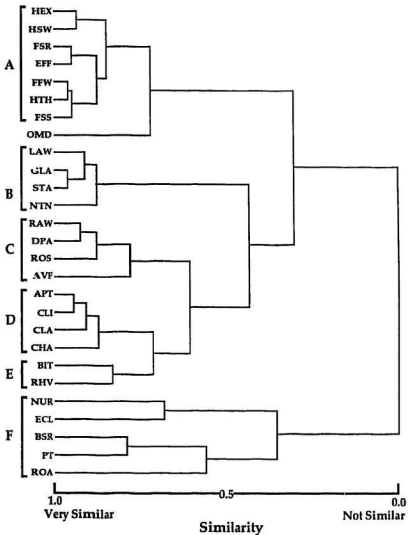 A
HEX
HSW
FSR
EFF
FFW
HTH
FSS
OMD
B
LAW
GLA
STA
NTN
C
RAW
DPA
ROS
AVF
D
APT
CLI
CLA
CHA
E
BIT
RHV
F
NUR
ECL
BSR
PT
ROA
1.0 0.5 0.0
Very Similar Not Similar
Similarity